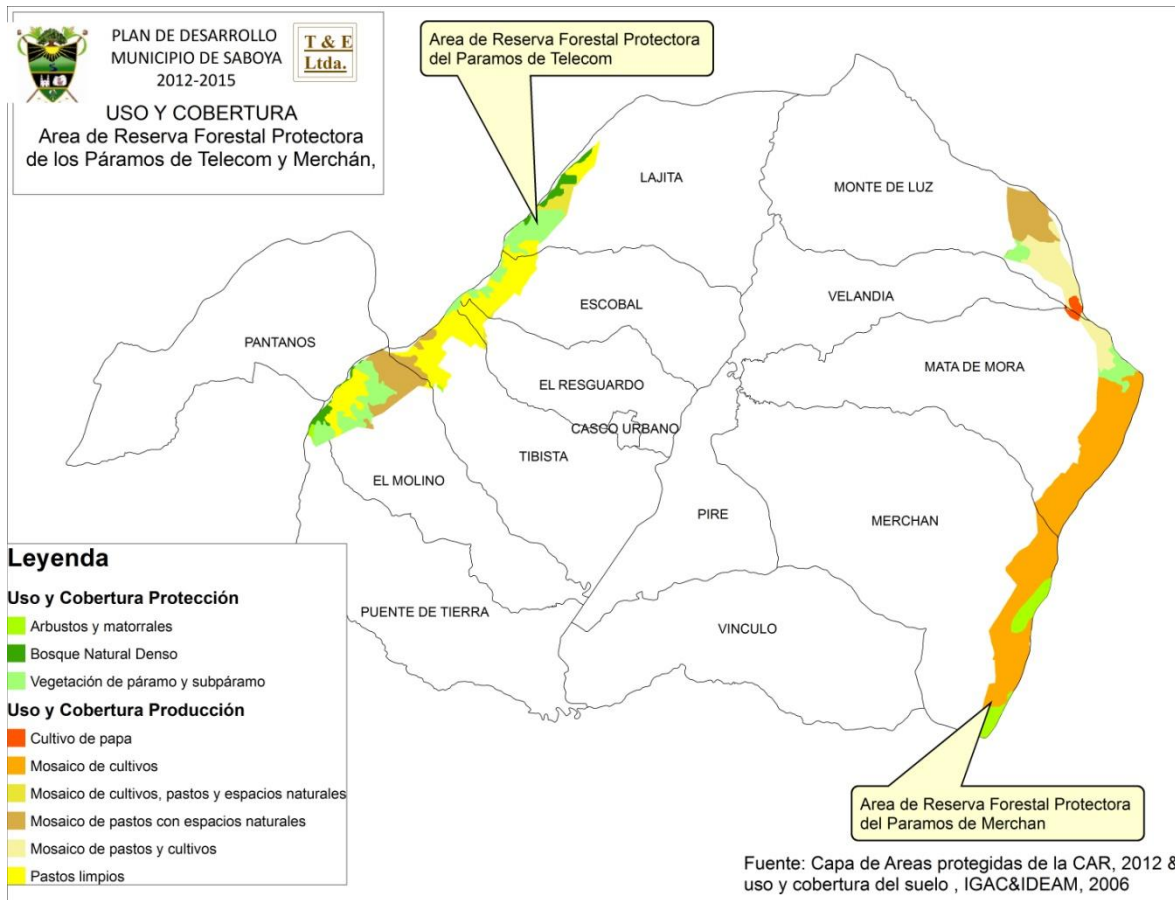 PLAN DE DESARROLLO
MUNICIPIO DE SABOYA
2012-2015
T & E
Ltda.
USO Y COBERTURA
Area de Reserva Forestal Protectora
de los Páramos de Telecom y Merchán,
Area de Reserva Forestal Protectora
del Paramos de Telecom
LAJITA
MONTE DE LUZ
ESCOBAL
VELANDIA
PANTANOS
MATA DE MORA
EL RESGUARDO
CASCO URBANO
TIBISTA
EL MOLINO
PIRE
MERCHAN
PUENTE DE TIERRA
VINCULO
Leyenda
Uso y Cobertura Protección
Arbustos y matorrales
Bosque Natural Denso
Vegetación de páramo y subpáramo
Uso y Cobertura Producción
Cultivo de papa
Mosaico de cultivos
Mosaico de cultivos, pastos y espacios naturales
Mosaico de pastos con espacios naturales
Mosaico de pastos y cultivos
Pastos limpios
Area de Reserva Forestal Protectora
del Paramos de Merchan
Fuente: Capa de Areas protegidas de la CAR, 2012 &
uso y cobertura del suelo , IGAC&IDEAM, 2006